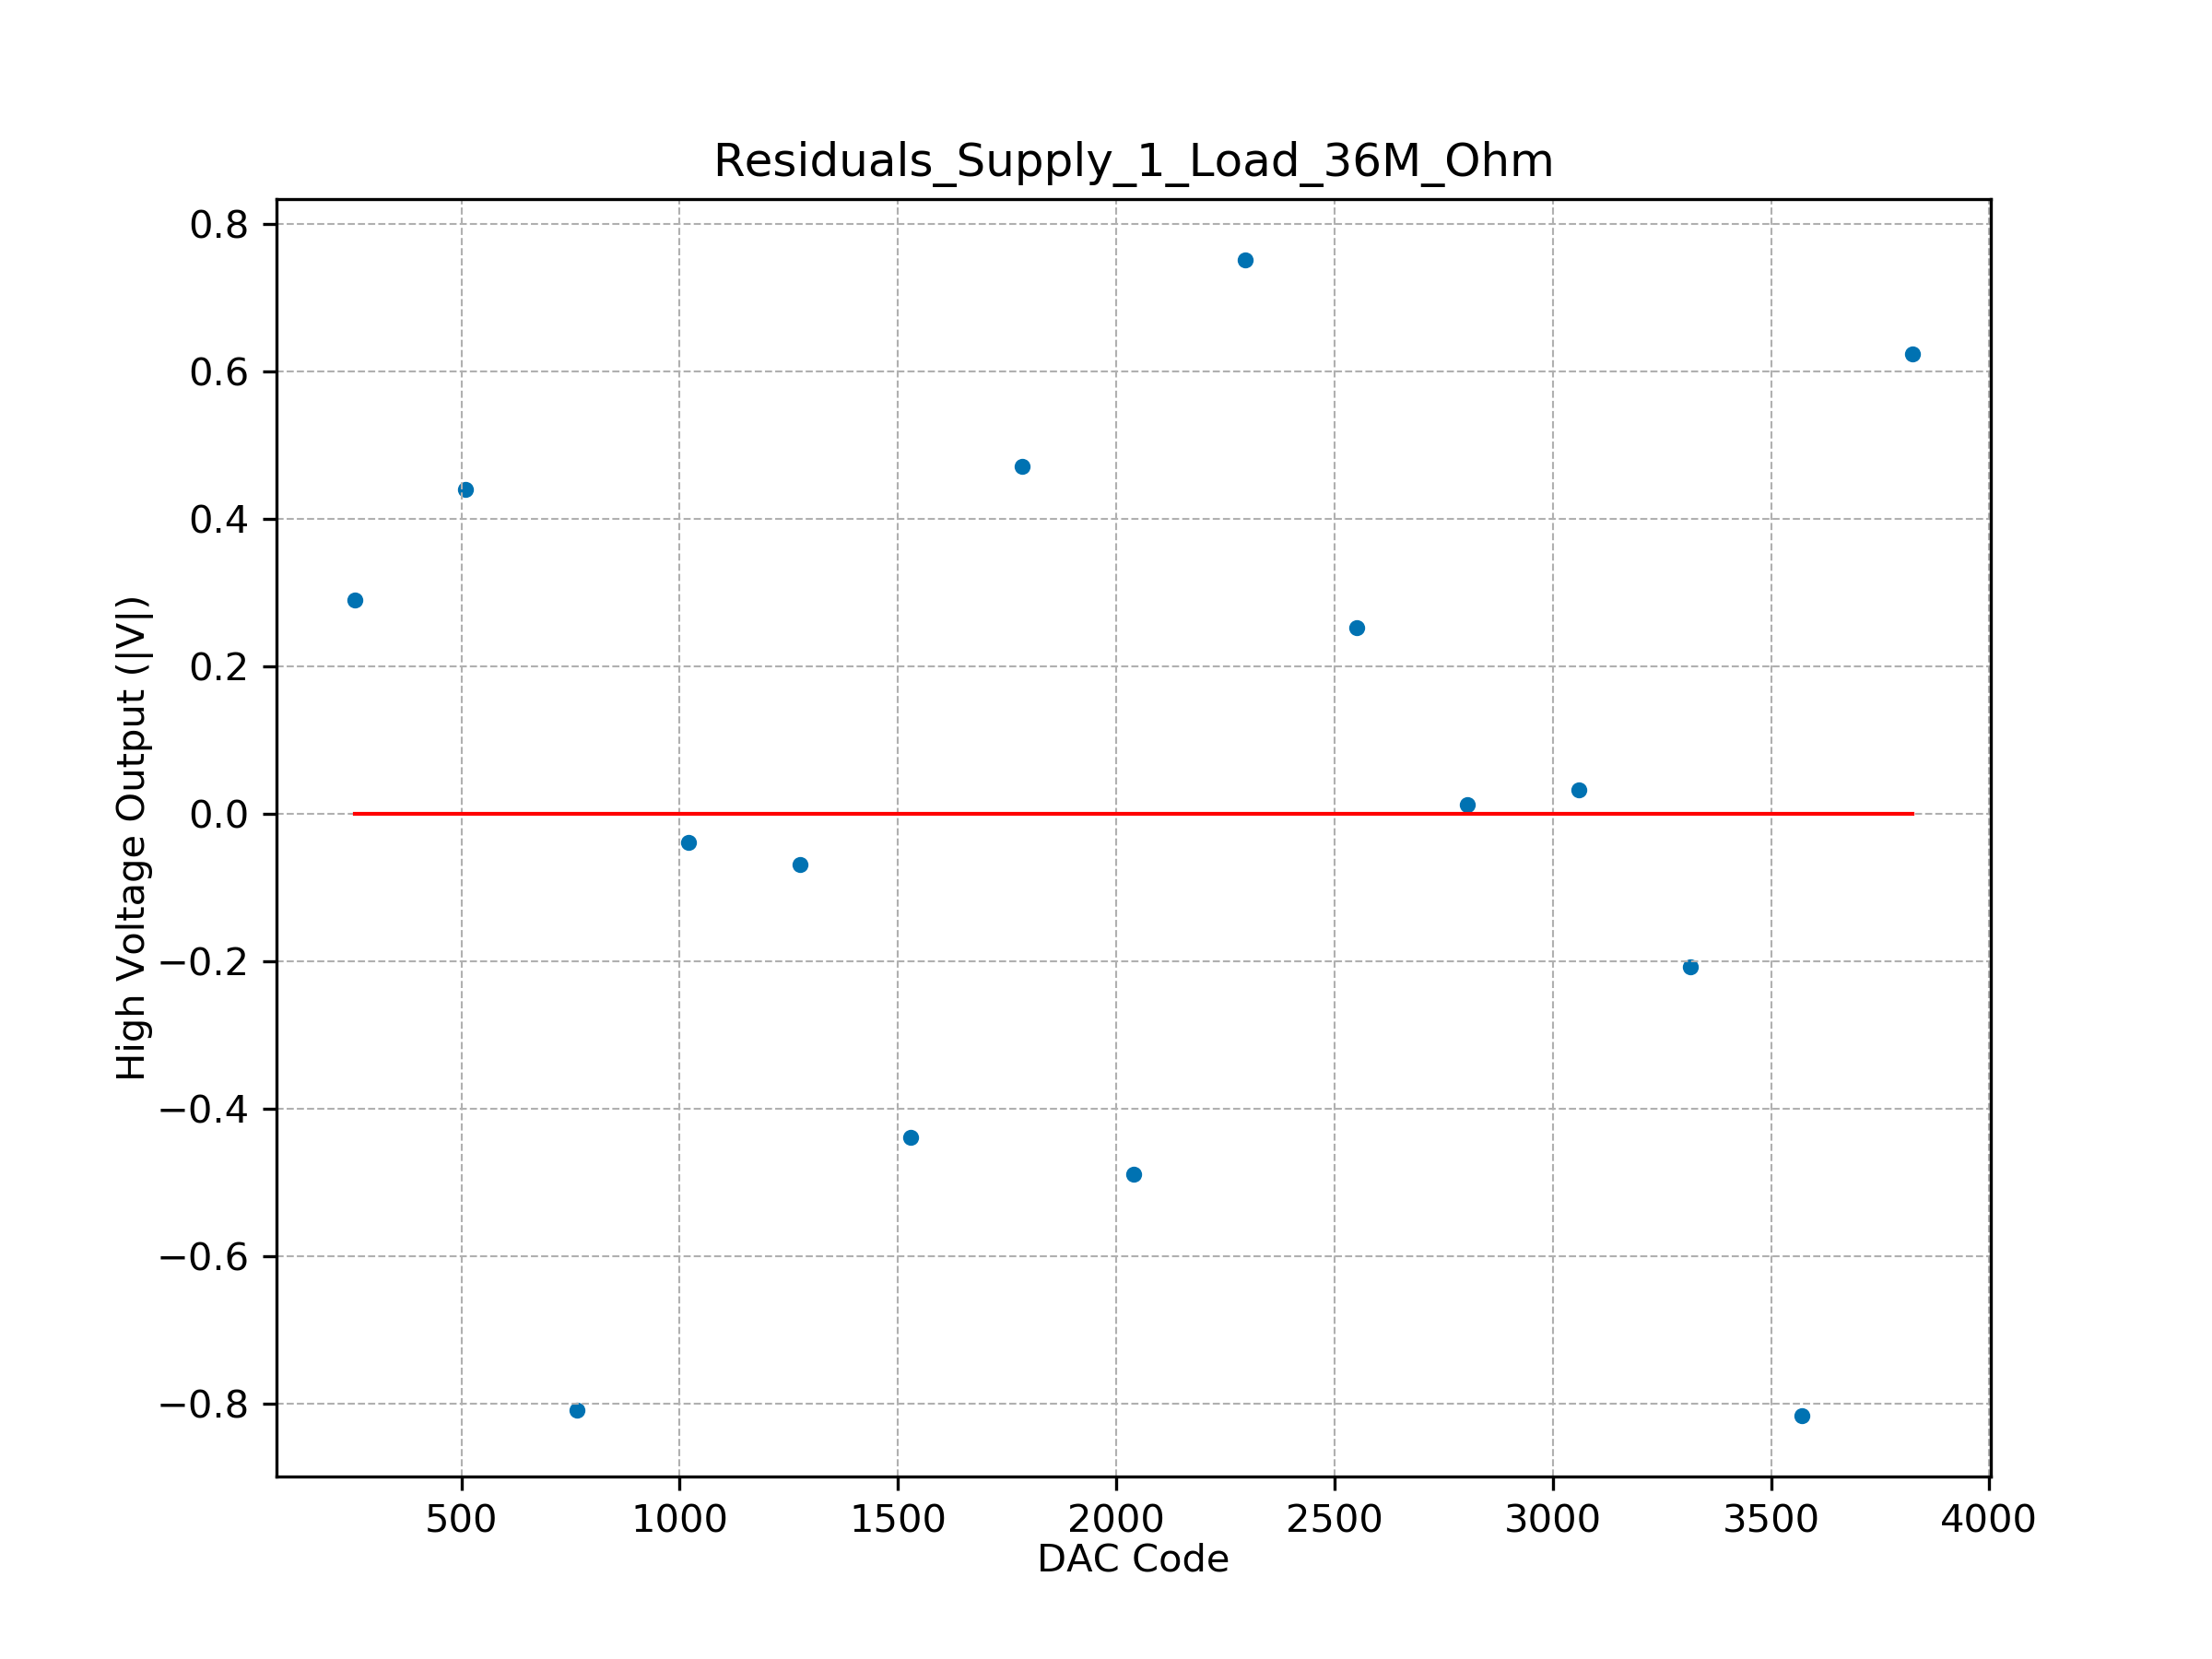 Residuals_Supply_1_Load_36M_Ohm
High Voltage Output (|V|)
0.8
0.6
0.4
0.2
0.0
−0.2
−0.4
−0.6
−0.8
500 1000 1500 2000 2500 3000 3500 4000
DAC Code